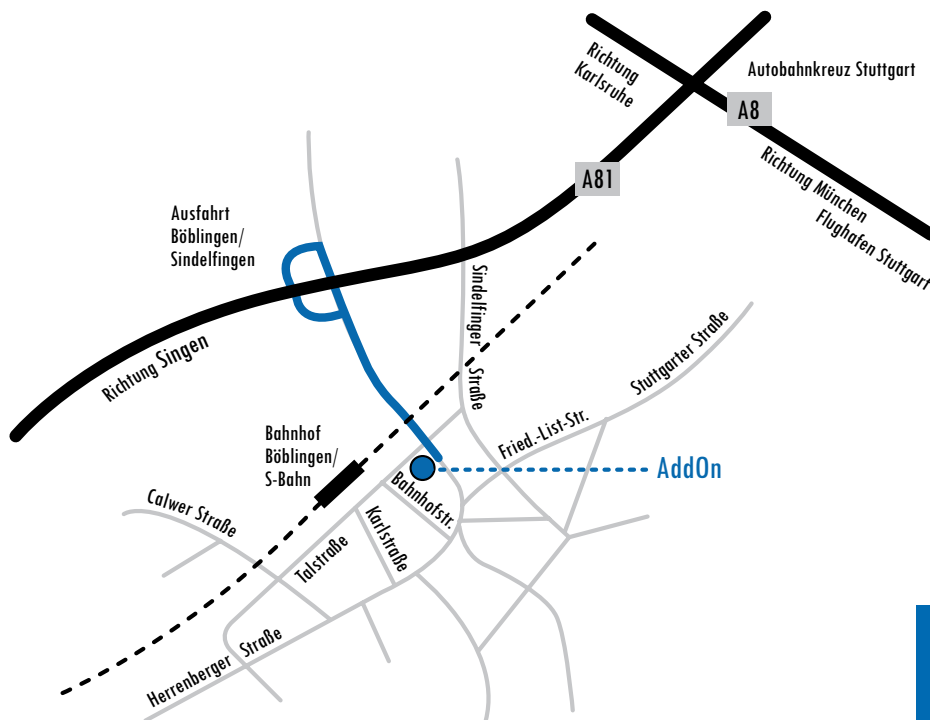 Richtung
Karlsruhe
Autobahnkreuz Stuttgart
A8
Richtung München
Flughafen Stuttgart
A81
Ausfahrt
Böblingen/
Sindelfingen
Sindelfinger Straße
Richtung Singen
Stuttgarter Straße
Fried.-List-Str.
Bahnhof
Böblingen/
S-Bahn
AddOn
Bahnhofstr.
Calwer Straße
Karlstraße
Talstraße
Herrenberger Straße